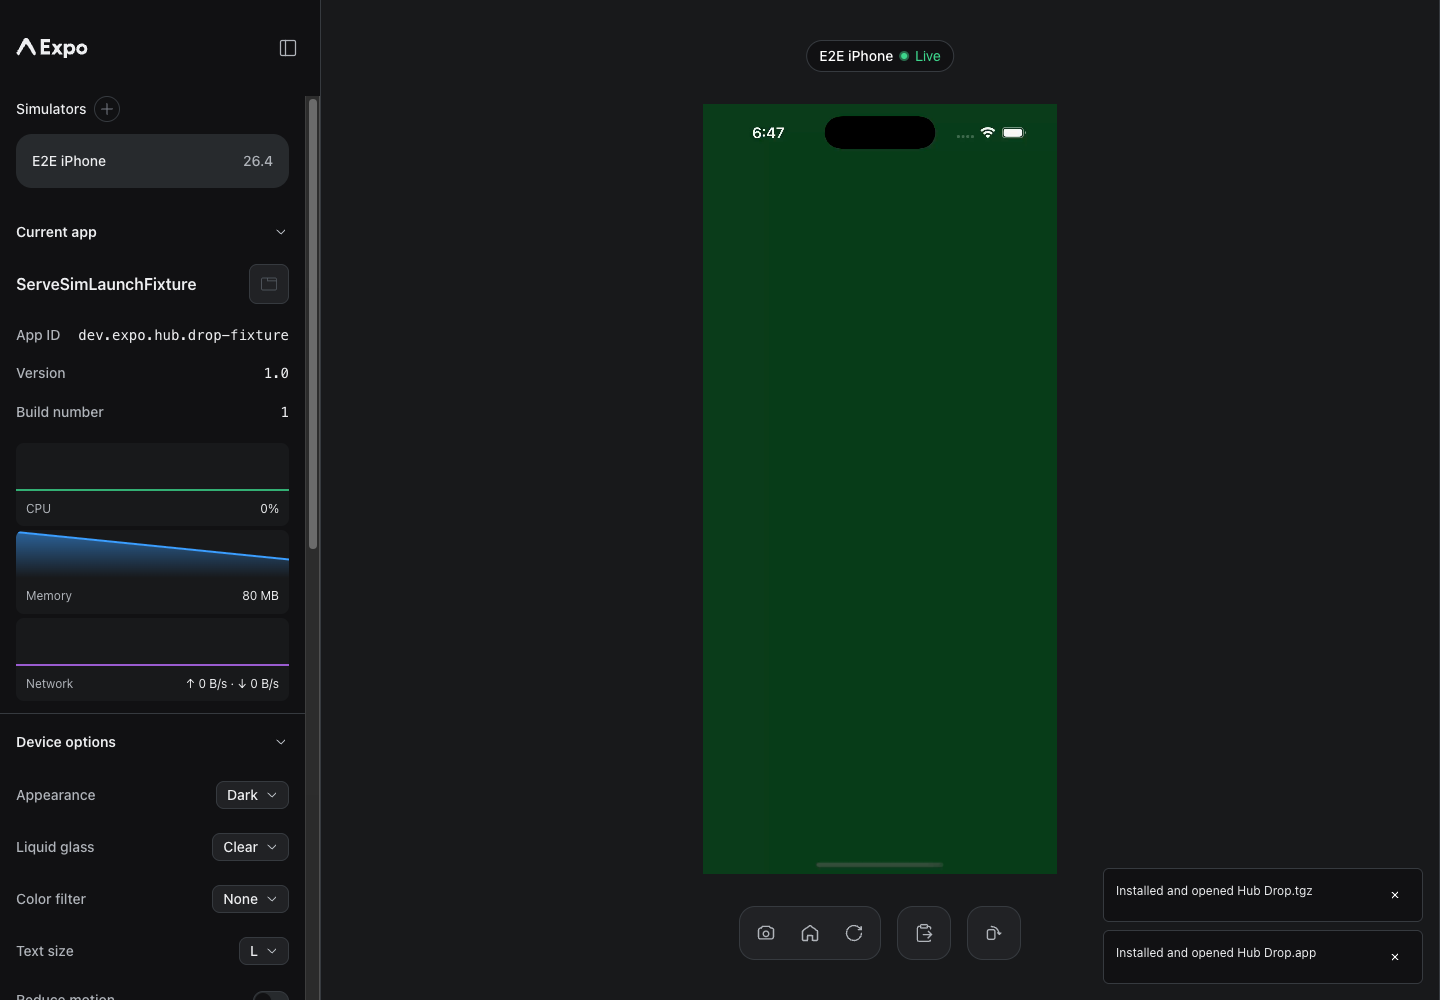 Expo
Simulators
E2E iPhone 26.4
Current app
ServeSimLaunchFixture
App ID dev.expo.hub.drop-fixture
Version 1.0
Build number 1
CPU 0%
Memory 80 MB
Network ↑ 0 B/s · ↓ 0 B/s
Device options
Appearance Dark
Liquid glass Clear
Color filter None
Text size L
Reduce motion
E2E iPhone Live
6:47
Installed and opened Hub Drop.tgz
Installed and opened Hub Drop.app